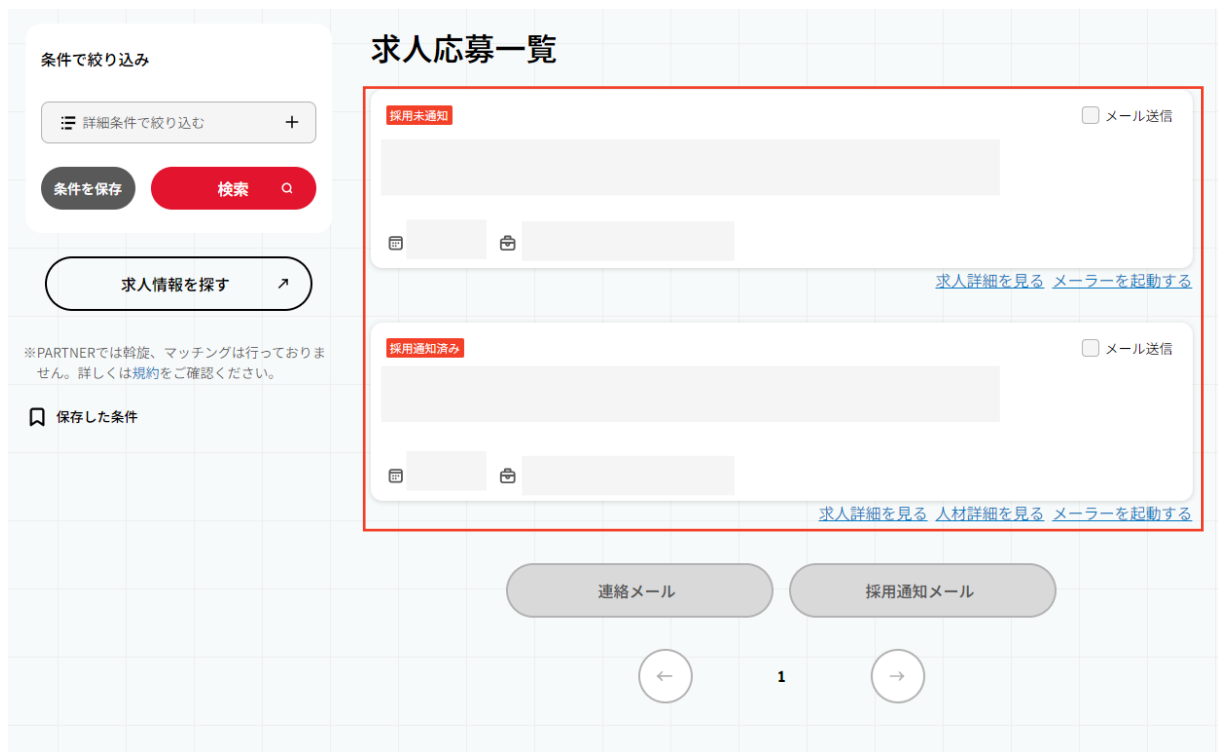 条件で絞り込み
詳細条件で絞り込む
条件を保存
検索
求人情報を探す
※PARTNERでは斡旋、マッチングは行っておりま
せん。詳しくは規約をご確認ください。
保存した条件
求人応募一覧
採用未通知
メール送信
求人詳細を見る メーラーを起動する
採用通知済み
メール送信
求人詳細を見る 人材詳細を見る メーラーを起動する
連絡メール
採用通知メール
1